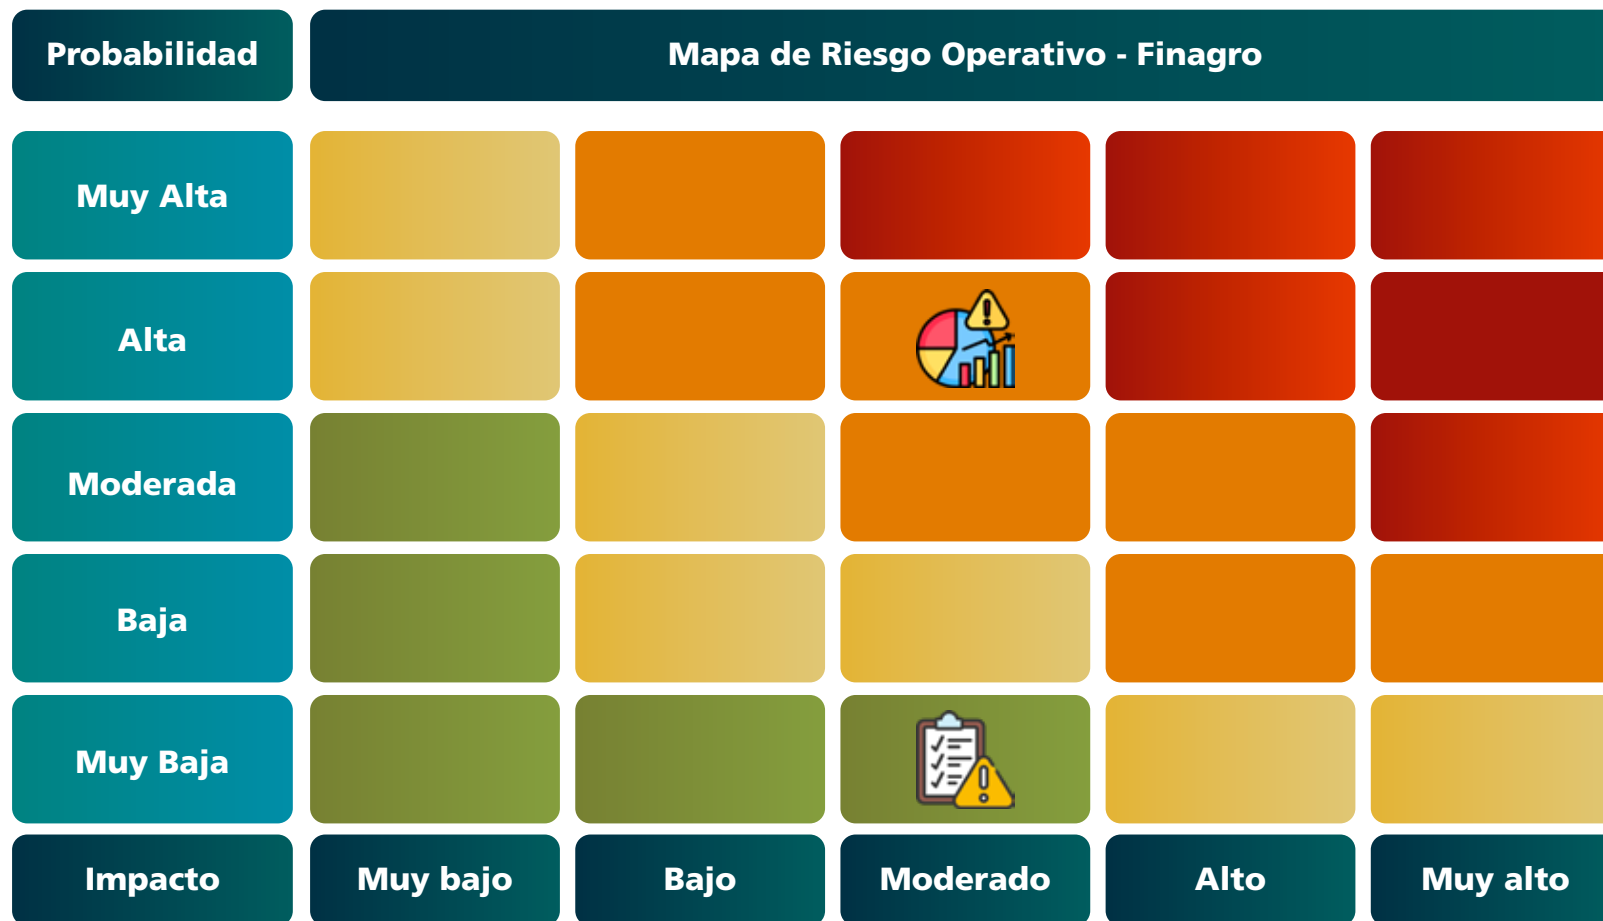 Probabilidad
Mapa de Riesgo Operativo - Finagro
Muy Alta
Alta
Moderada
Baja
Muy Baja
Impacto
Muy bajo
Bajo
Moderado
Alto
Muy alto